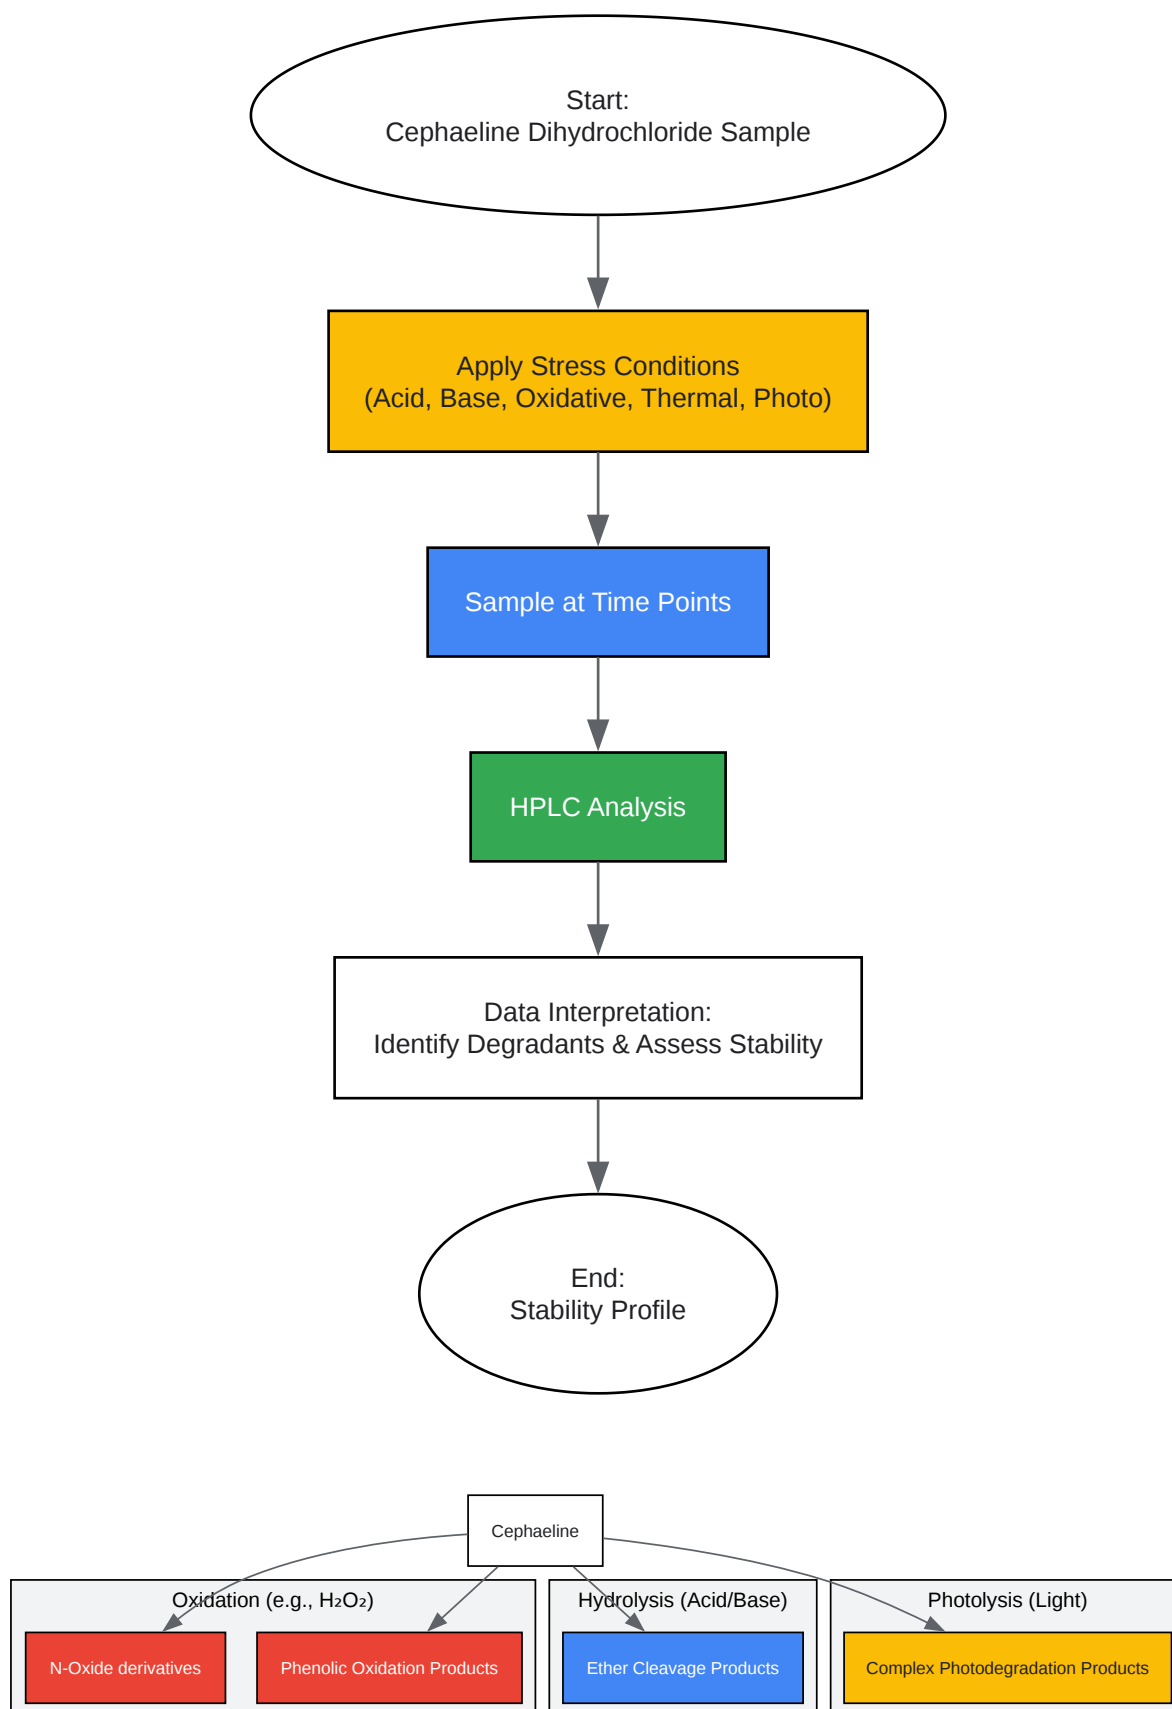 Start:
Cephaeline Dihydrochloride Sample
Apply Stress Conditions
(Acid, Base, Oxidative, Thermal, Photo)
Sample at Time Points
HPLC Analysis
Data Interpretation:
Identify Degradants & Assess Stability
End:
Stability Profile
Cephaeline
Oxidation (e.g., H₂O₂)
Hydrolysis (Acid/Base)
Photolysis (Light)
N-Oxide derivatives
Phenolic Oxidation Products
Ether Cleavage Products
Complex Photodegradation Products